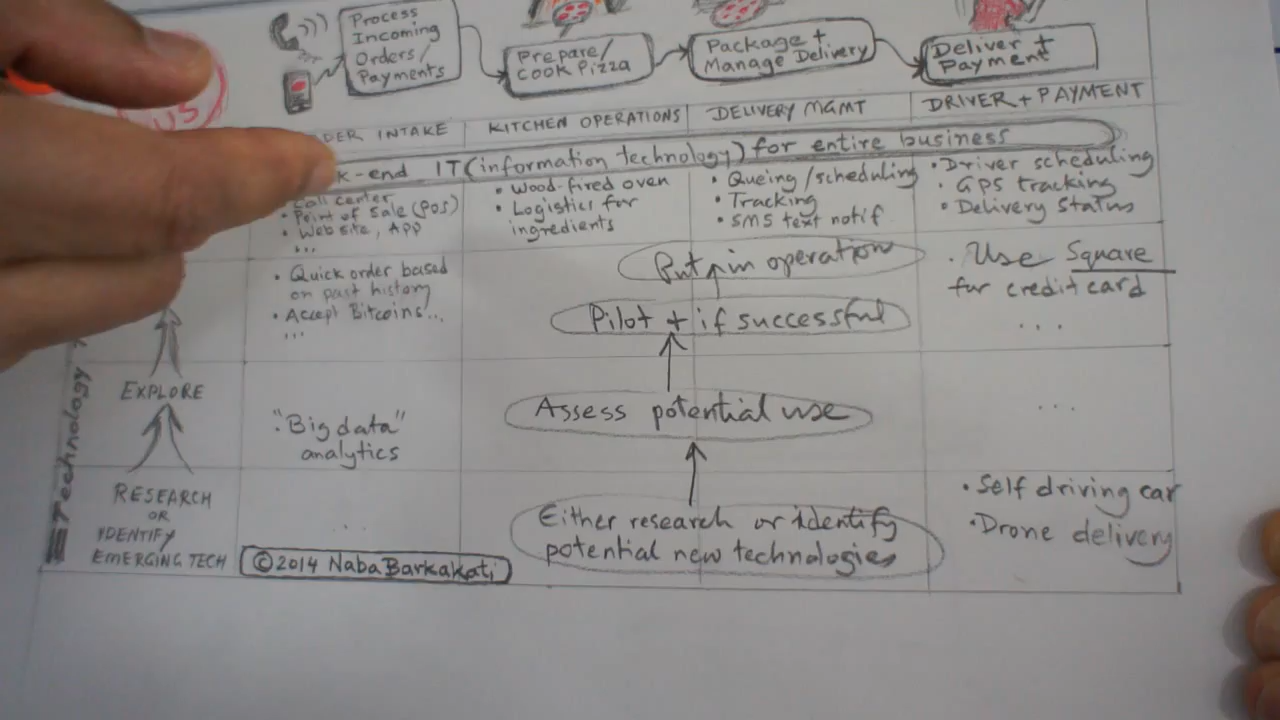 Process
Incoming
Orders/
Payments
Prepare/
Cook Pizza
Package +
Manage Delivery
Deliver +
Payment
US
DER INTAKE
KITCHEN OPERATIONS
DELIVERY MGMT
DRIVER + PAYMENT
k-end IT (information technology) for entire business
Call center
• Point of Sale (POS)
• Web site, App
...
• Wood-fired oven
• Logistics for
ingredients
• Queing/scheduling
• Tracking
• SMS text notif
• Driver scheduling
• GPS tracking
• Delivery Status
• Quick order based
on past history
• Accept Bitcoins...
...
Put in operation
Pilot + if successful
• Use Square
for credit card
...
Technology
EXPLORE
"Big data"
analytics
Assess potential use
...
RESEARCH
OR
IDENTIFY
EMERGING TECH
...
Either research or identify
potential new technologies
• Self driving car
• Drone delivery
©2014 Naba Barkakati